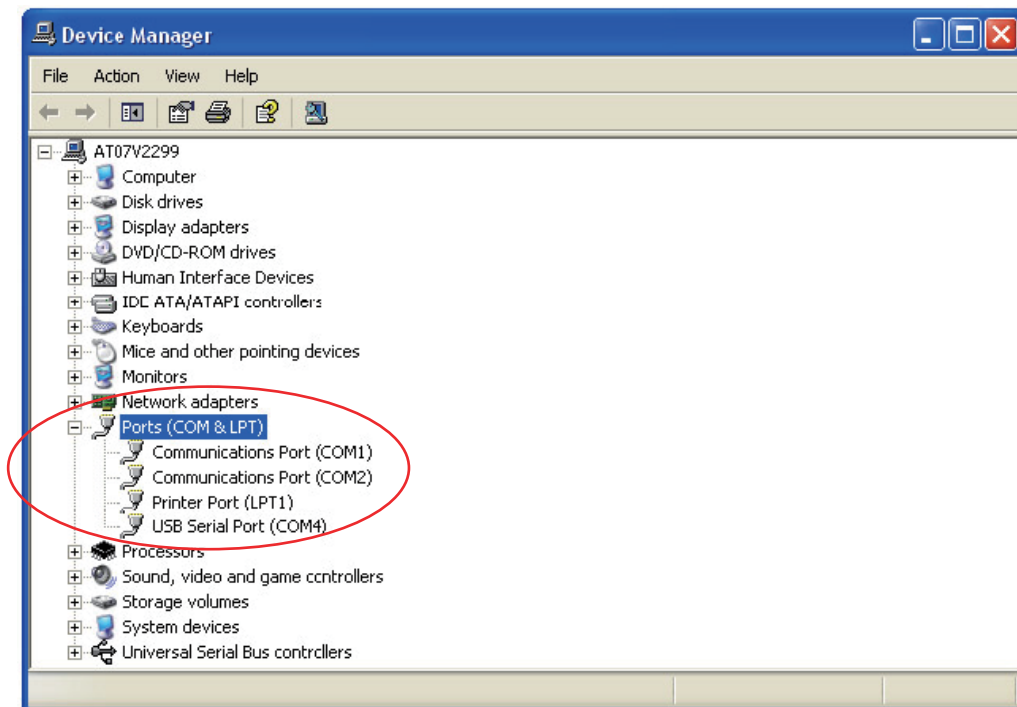 Device Manager
File Action View Help
AT07V2299
Computer
Disk drives
Display adapters
DVD/CD-ROM drives
Human Interface Devices
IDE ATA/ATAPI controllers
Keyboards
Mice and other pointing devices
Monitors
Network adapters
Ports (COM & LPT)
Communications Port (COM1)
Communications Port (COM2)
Printer Port (LPT1)
USB Serial Port (COM4)
Processors
Sound, video and game controllers
Storage volumes
System devices
Universal Serial Bus controllers